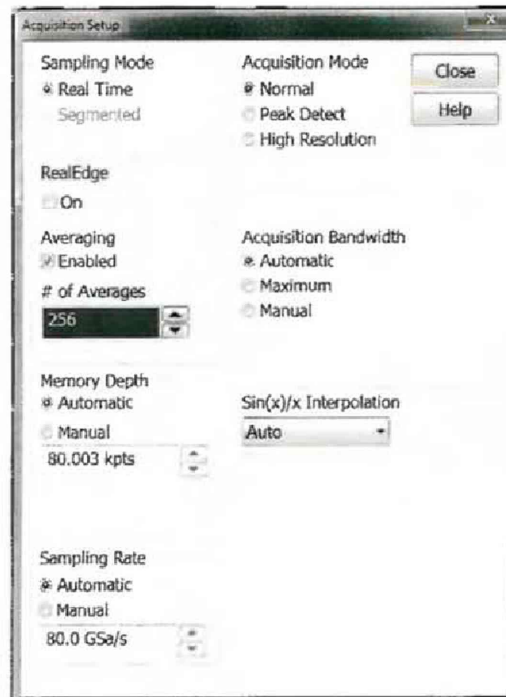 Acquisition Setup
Sampling Mode
Real Time
Segmented
Acquisition Mode
Normal
Peak Detect
High Resolution
Close
Help
RealEdge
On
Averaging
Enabled
# of Averages
256
Acquisition Bandwidth
Automatic
Maximum
Manual
Memory Depth
Automatic
Manual
80.003 kpts
Sin(x)/x Interpolation
Auto
Sampling Rate
Automatic
Manual
80.0 GSa/s